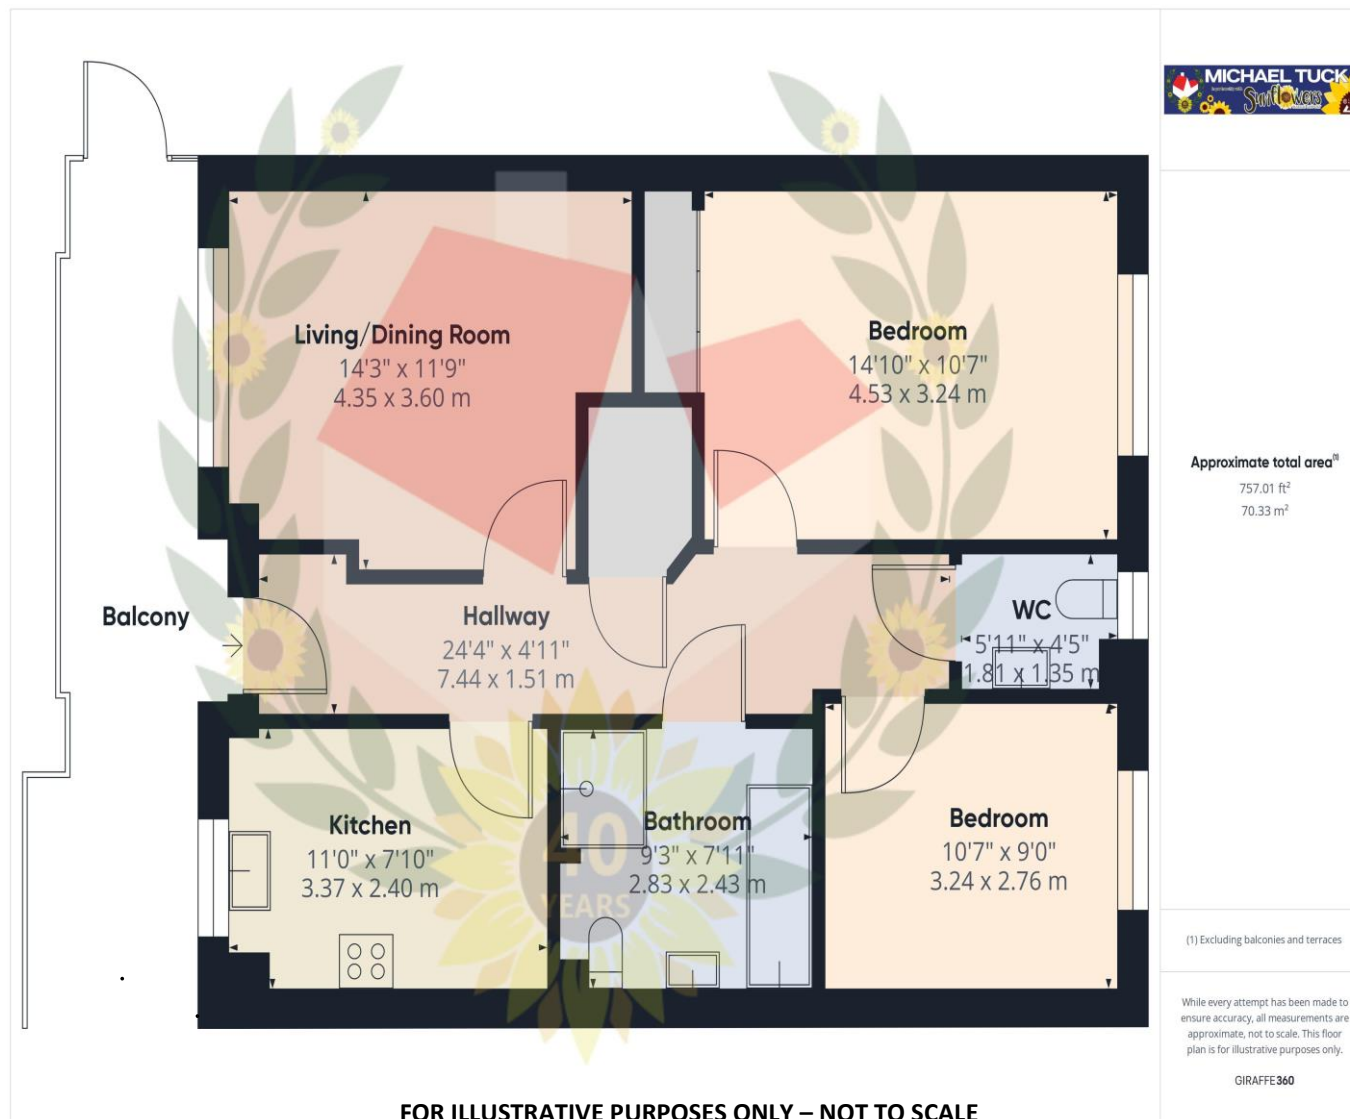 MICHAEL TUCK
Sunflowers
Living/Dining Room
14'3" x 11'9"
4.35 x 3.60 m
Bedroom
14'10" x 10'7"
4.53 x 3.24 m
Approximate total area(1)
757.01 ft²
70.33 m²
Balcony
Hallway
24'4" x 4'11"
7.44 x 1.51 m
WC
5'11" x 4'5"
1.81 x 1.35 m
Kitchen
11'0" x 7'10"
3.37 x 2.40 m
40
YEARS
Bathroom
9'3" x 7'11"
2.83 x 2.43 m
Bedroom
10'7" x 9'0"
3.24 x 2.76 m
(1) Excluding balconies and terraces
While every attempt has been made to
ensure accuracy, all measurements are
approximate, not to scale. This floor
plan is for illustrative purposes only.
GIRAFFE360
FOR ILLUSTRATIVE PURPOSES ONLY – NOT TO SCALE